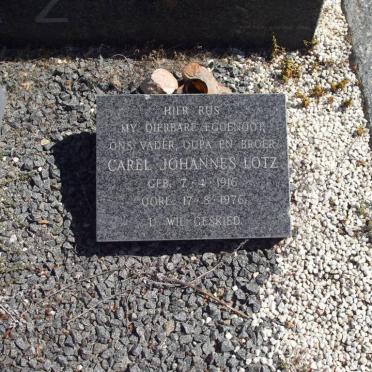 HIER RUS
MY DIERBARE EGGENOOT,
ONS VADER, OUPA EN BROER
CAREL JOHANNES LOTZ
GEB. 7-4-1916
OORL. 17-8-1976.
U WIL GESKIED.